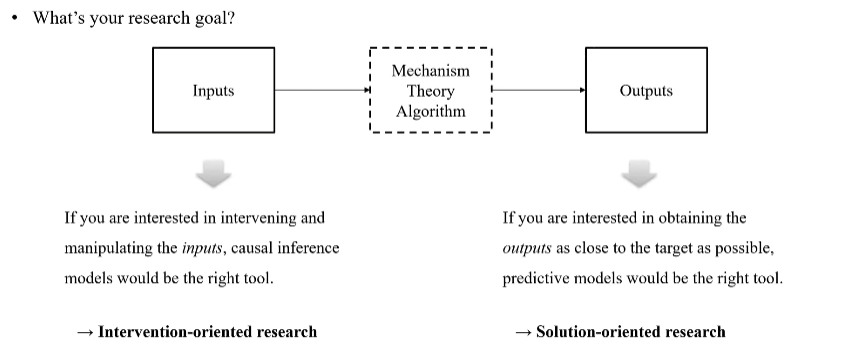 • What’s your research goal?
Inputs
Mechanism
Theory
Algorithm
Outputs
If you are interested in intervening and
manipulating the inputs, causal inference
models would be the right tool.
→ Intervention-oriented research
If you are interested in obtaining the
outputs as close to the target as possible,
predictive models would be the right tool.
→ Solution-oriented research